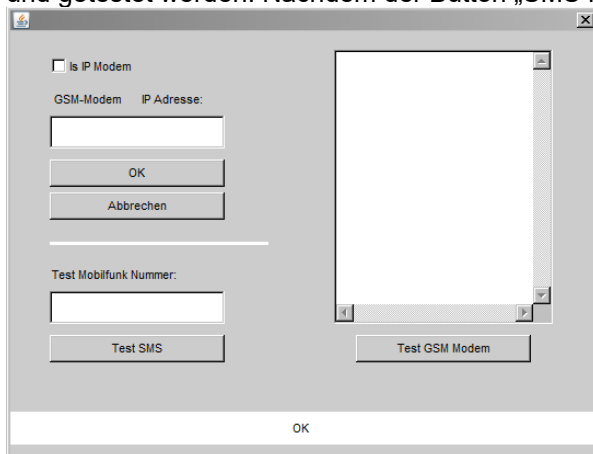 und getestet werden. Nachdem der Button „SMS
Is IP Modem
GSM-Modem IP Adresse:
OK
Abbrechen
Test Mobilfunk Nummer:
Test SMS
Test GSM Modem
OK